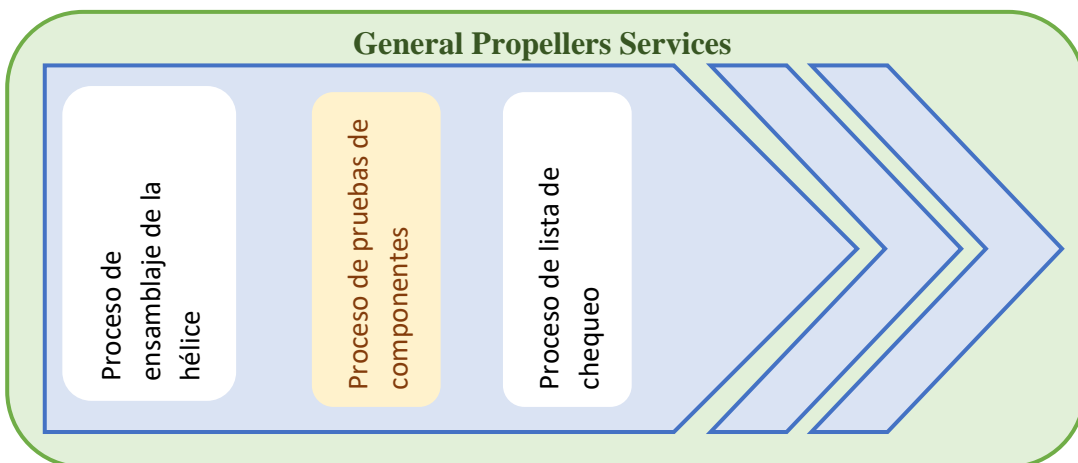 General Propellers Services
Proceso de
ensamblaje de la
hélice
Proceso de pruebas de
componentes
Proceso de lista de
chequeo